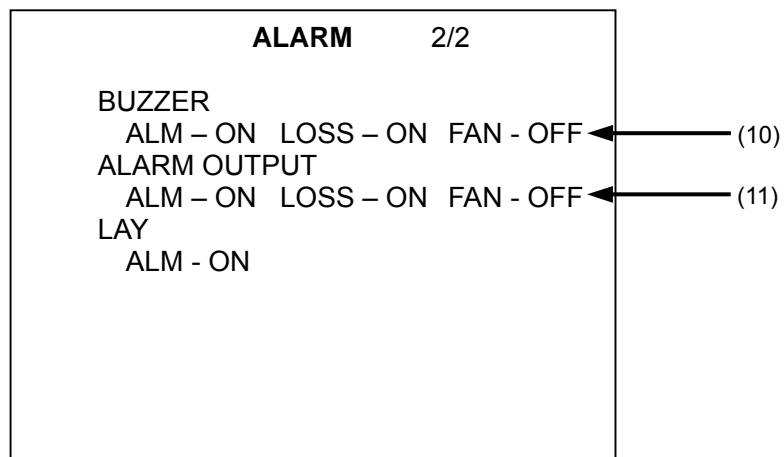 ALARM 2/2
BUZZER
ALM – ON LOSS – ON FAN - OFF (10)
ALARM OUTPUT
ALM – ON LOSS – ON FAN - OFF (11)
LAY
ALM - ON